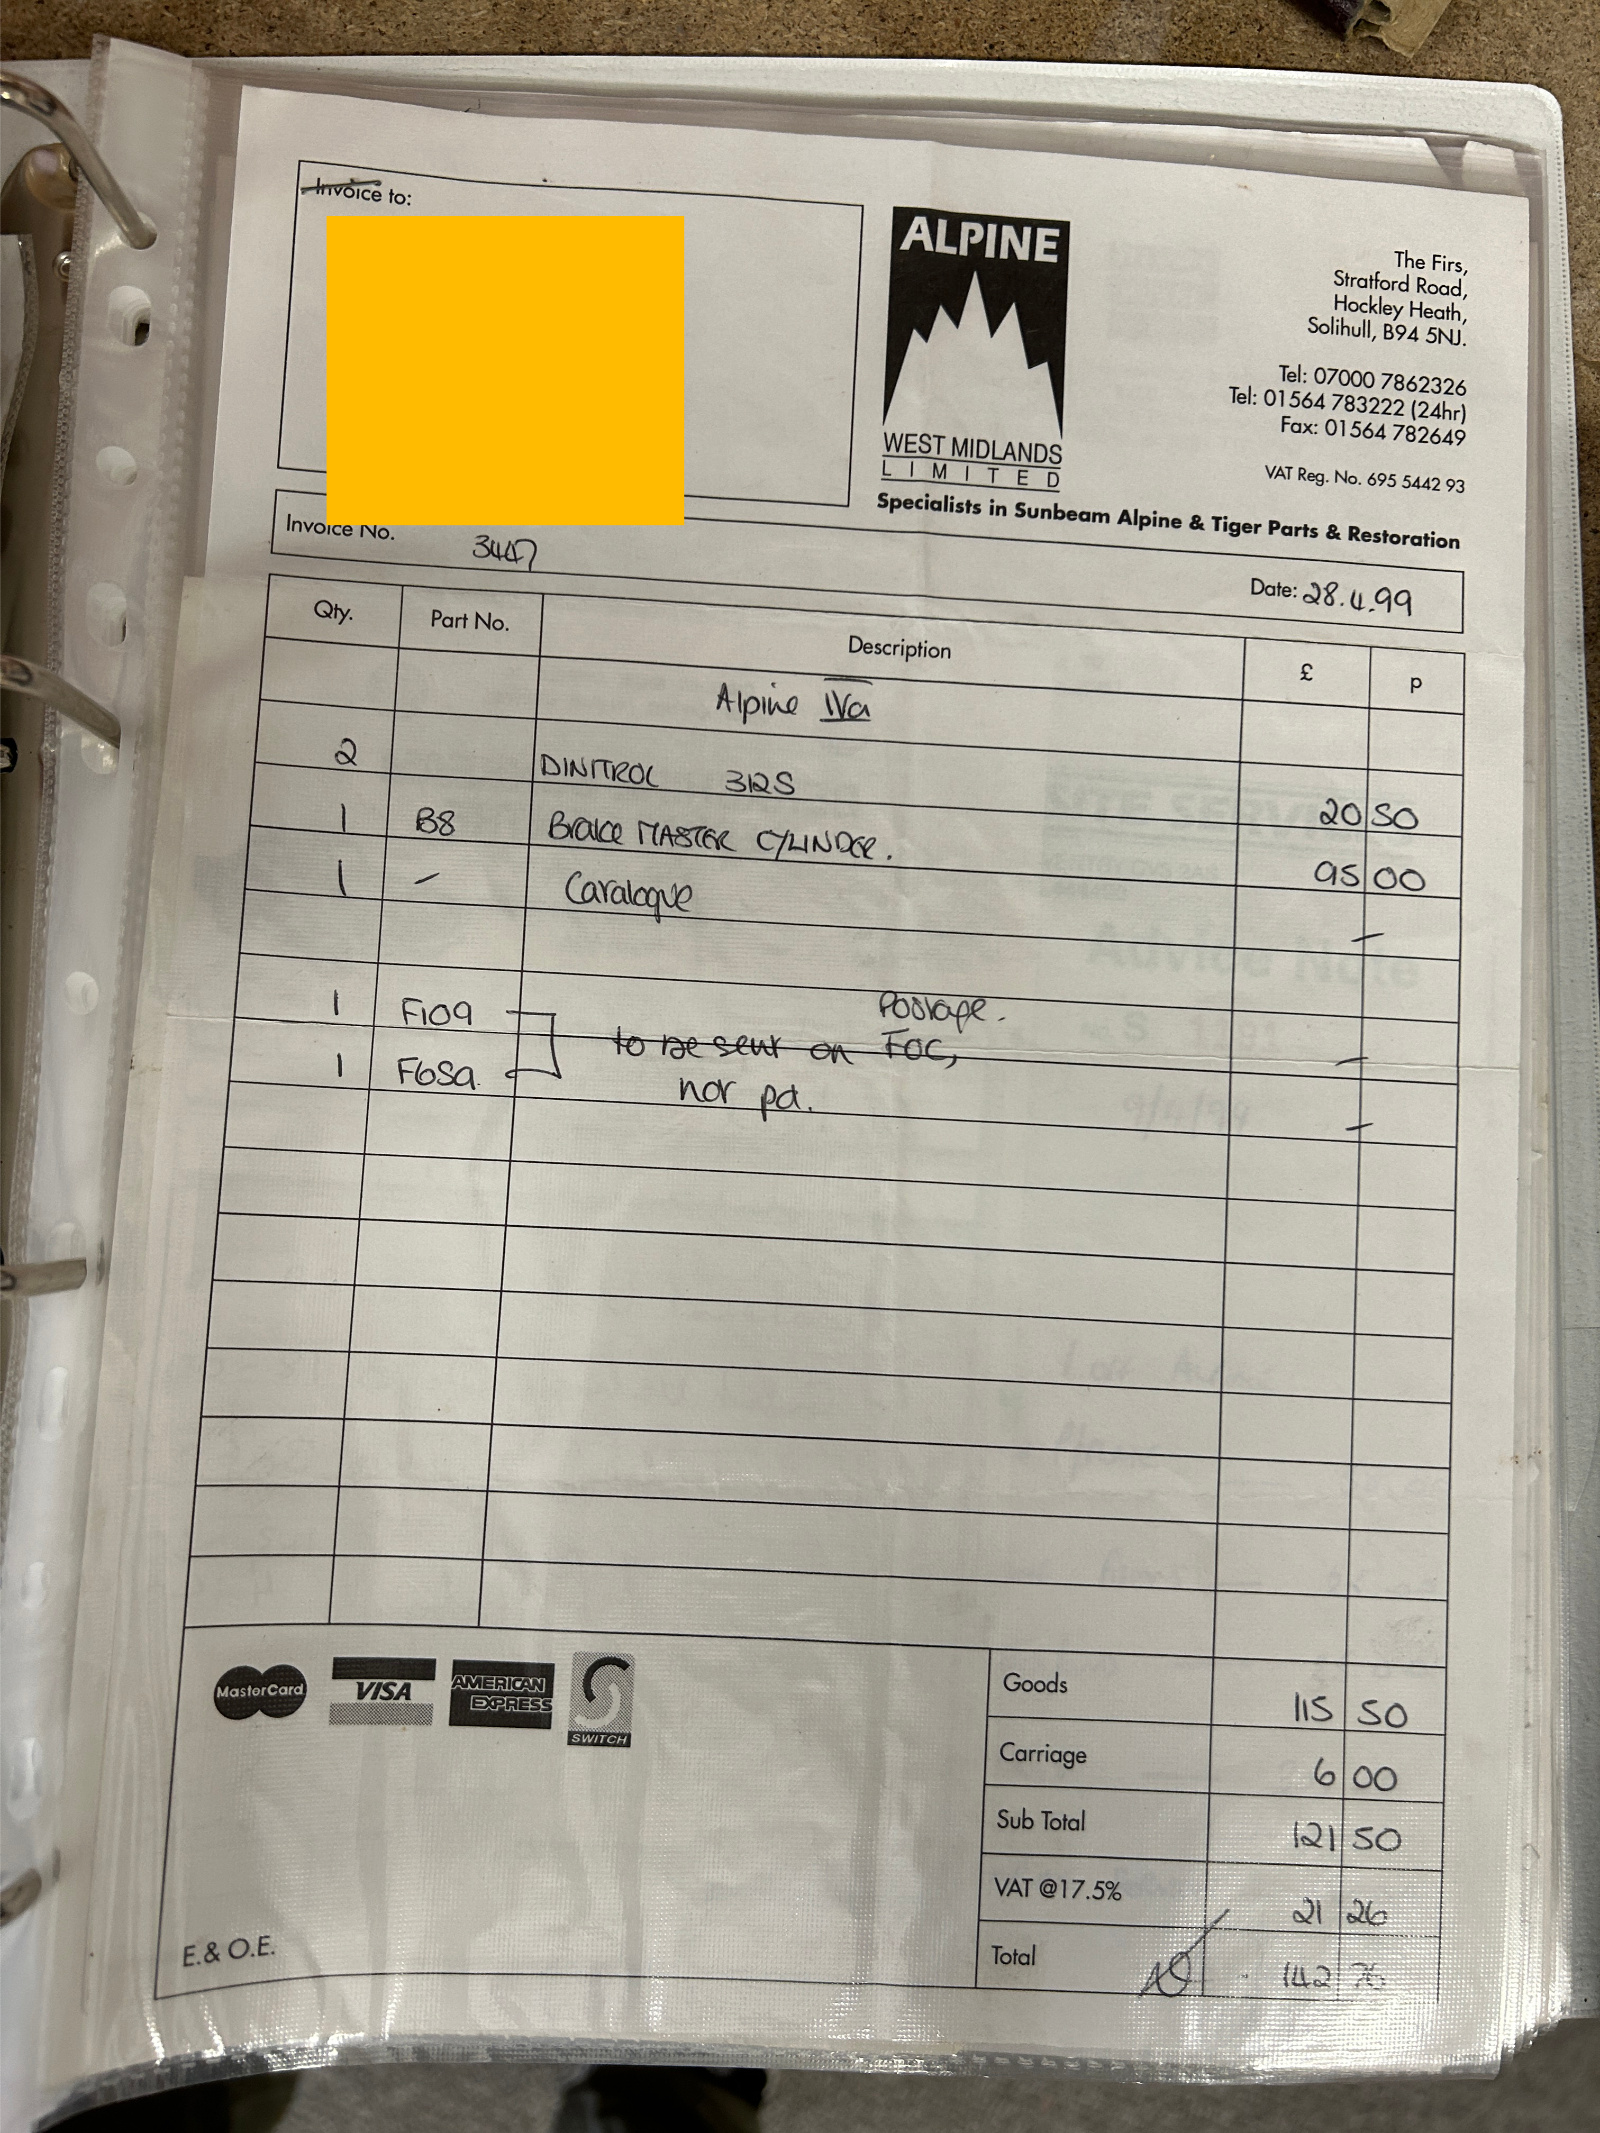 Invoice to:
ALPINE
WEST MIDLANDS
LIMITED
Specialists in Sunbeam Alpine & Tiger Parts & Restoration
The Firs,
Stratford Road,
Hockley Heath,
Solihull, B94 5NJ.
Tel: 07000 7862326
Tel: 01564 783222 (24hr)
Fax: 01564 782649
VAT Reg. No. 695 5442 93
Invoice No. 3447
Date: 28.4.99
Qty. Part No. Description £ p
Alpine IVa
2 DINITROL 312S 20 50
1 B8 Brake MASTER CYLINDER. 95 00
1 – Catalogue –
Postage.
1 F109 to be sent on FOC, –
1 F65a not pd. –
MasterCard VISA AMERICAN EXPRESS SWITCH
Goods 115 50
Carriage 6 00
Sub Total 121 50
VAT @17.5% 21 26
Total 142 76
E. & O.E.